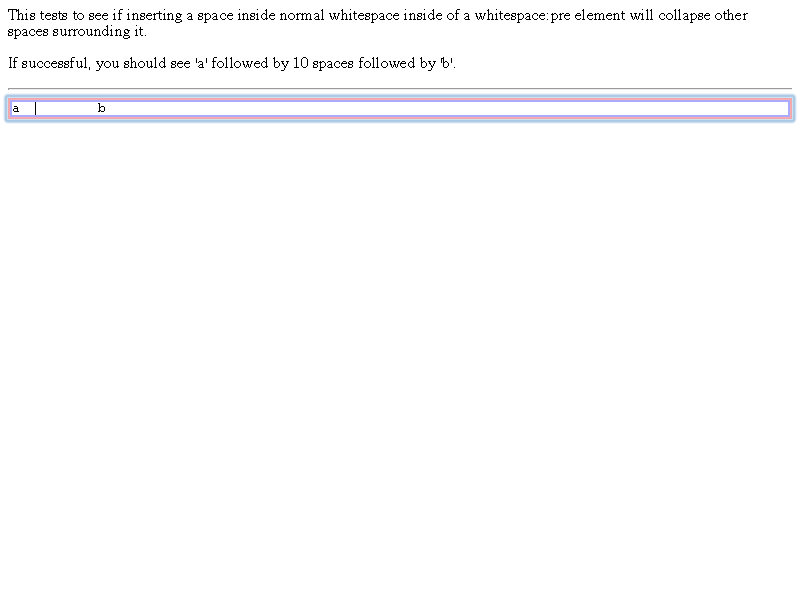 This tests to see if inserting a space inside normal whitespace inside of a whitespace:pre element will collapse other
spaces surrounding it.
If successful, you should see 'a' followed by 10 spaces followed by 'b'.
a          b